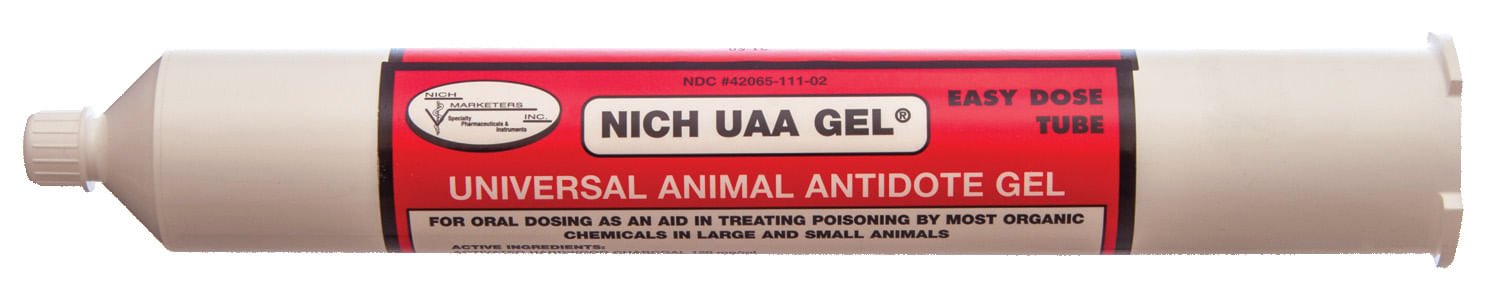 NDC #42065-111-02
NICH
MARKETERS
INC.
Specialty
Pharmaceuticals &
Instruments
NICH UAA GEL®
EASY DOSE
TUBE
UNIVERSAL ANIMAL ANTIDOTE GEL
FOR ORAL DOSING AS AN AID IN TREATING POISONING BY MOST ORGANIC
CHEMICALS IN LARGE AND SMALL ANIMALS
ACTIVE INGREDIENTS: